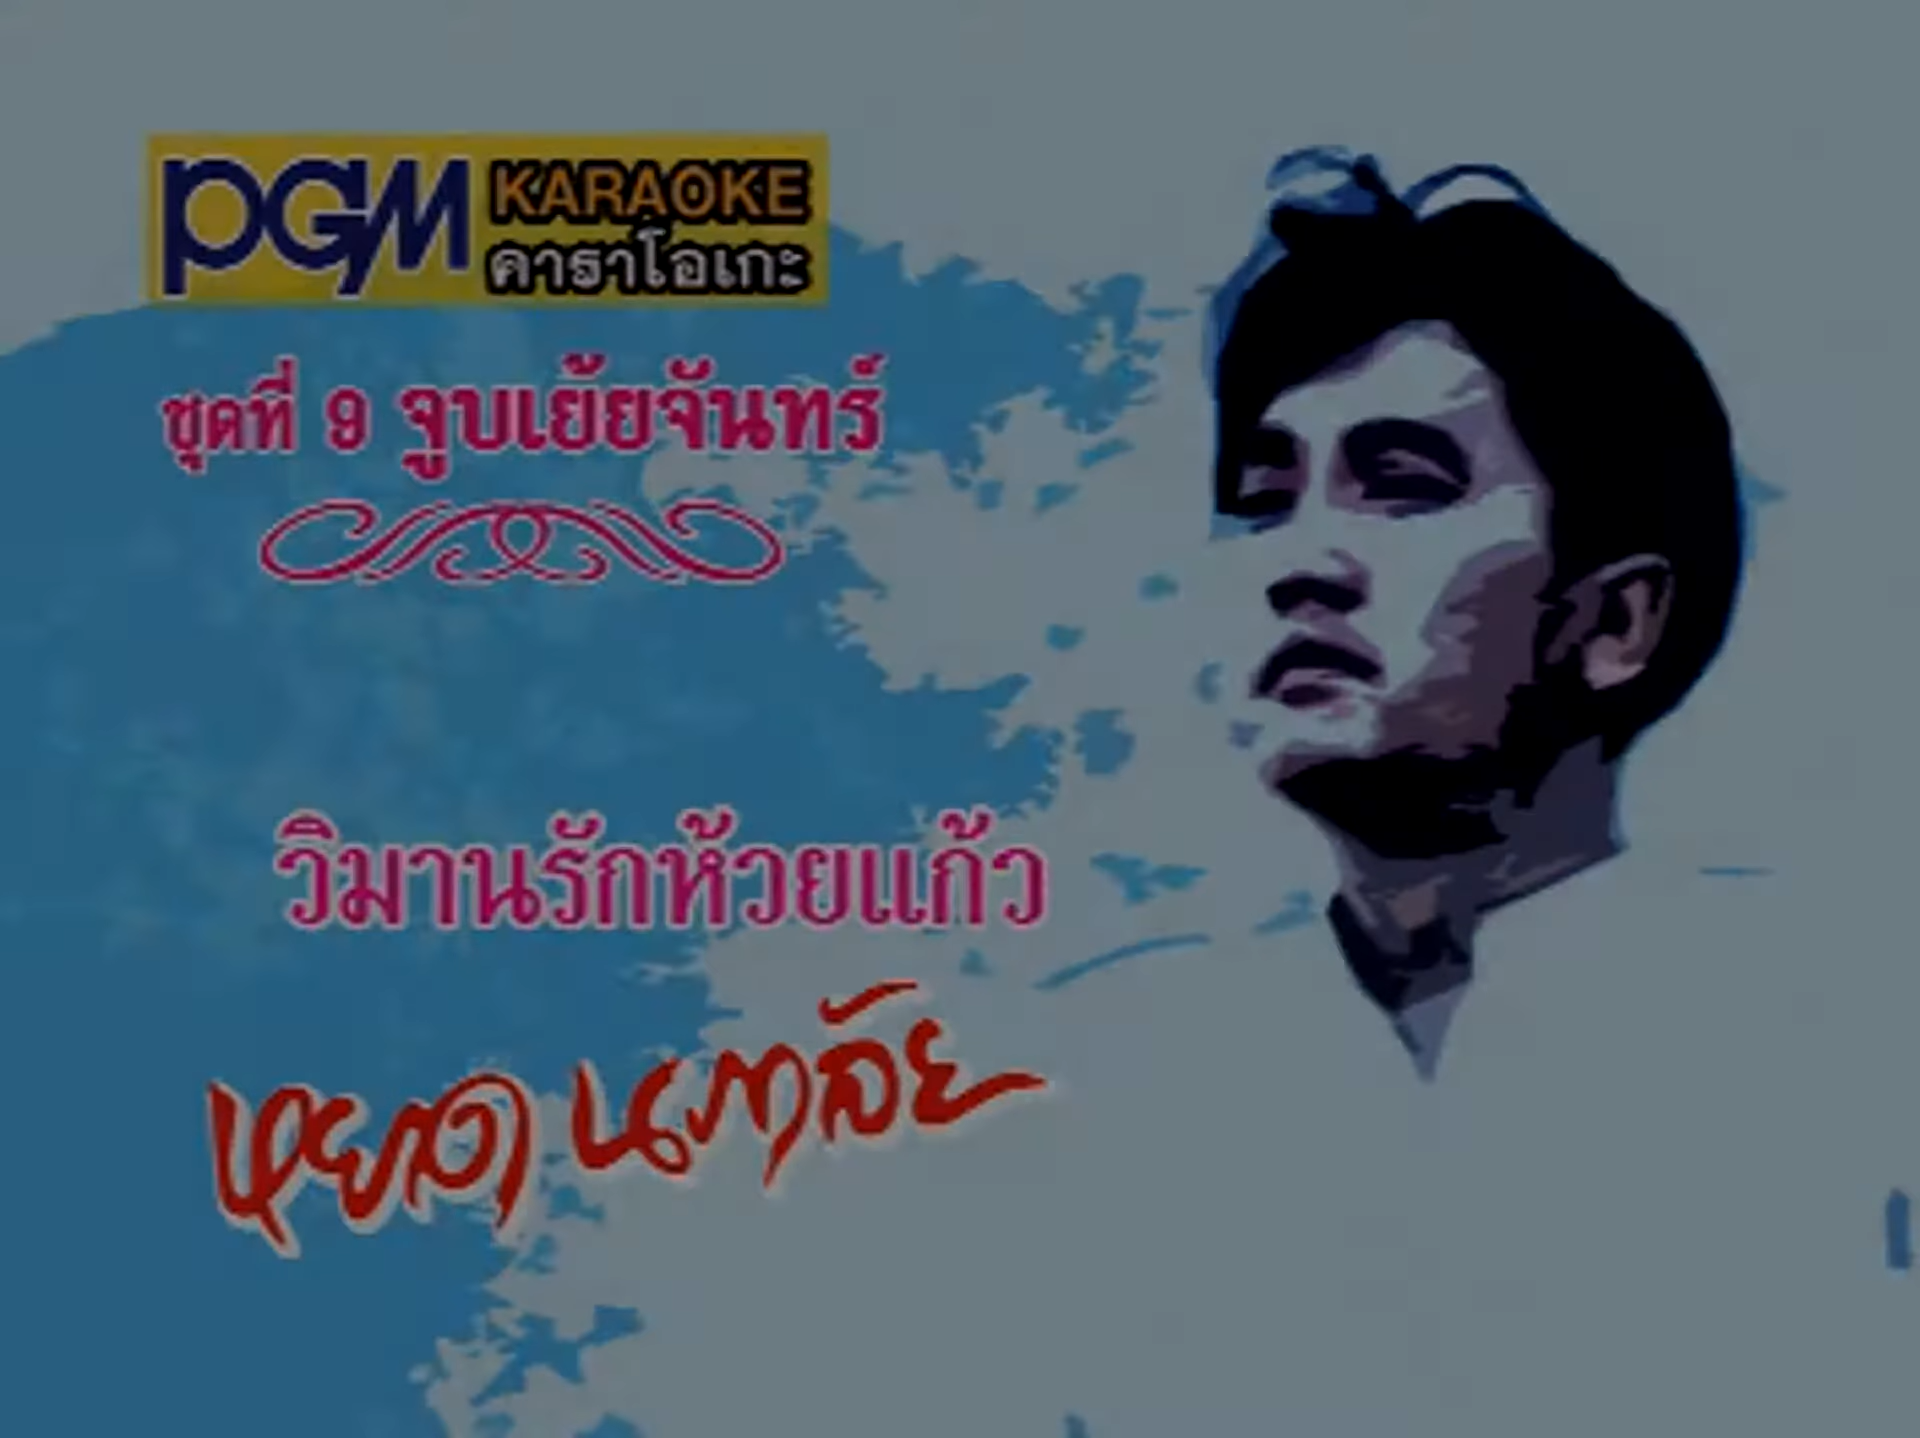 PGM KARAOKE
คาราโอเกะ
ชุดที่ 9 จูบเย้ยจันทร์
วิมานรักห้วยแก้ว
หยาด นภาลัย